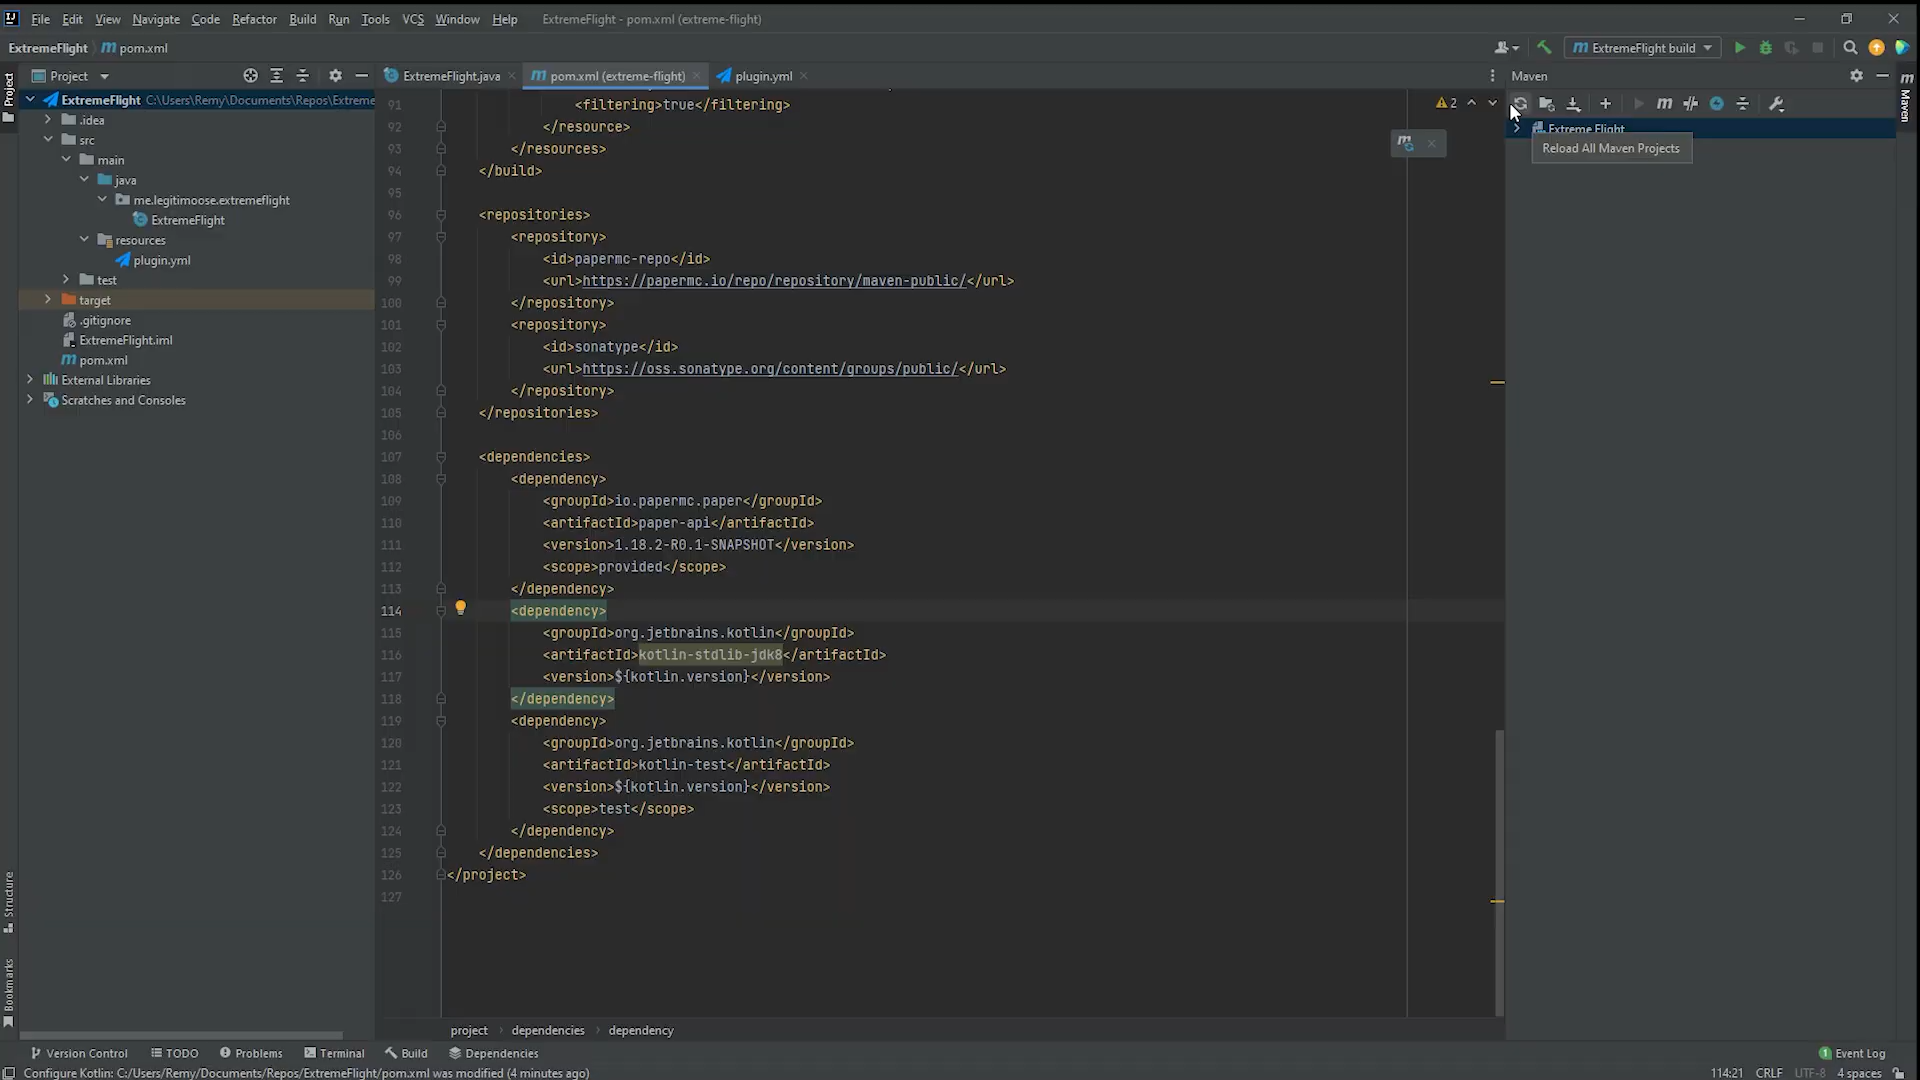 File Edit View Navigate Code Refactor Build Run Tools VCS Window Help ExtremeFlight - pom.xml (extreme-flight)
ExtremeFlight pom.xml
ExtremeFlight build
Project
Project
ExtremeFlight.java
pom.xml (extreme-flight)
plugin.yml
Maven
Maven
ExtremeFlight C:\Users\Remy\Documents\Repos\Extreme
.idea
src
main
java
me.legitimoose.extremeflight
ExtremeFlight
resources
plugin.yml
test
target
.gitignore
ExtremeFlight.iml
pom.xml
External Libraries
Scratches and Consoles
2
91 <filtering>true</filtering>
92 </resource>
93 </resources>
94 </build>
95
96 <repositories>
97 <repository>
98 <id>papermc-repo</id>
99 <url>https://papermc.io/repo/repository/maven-public/</url>
100 </repository>
101 <repository>
102 <id>sonatype</id>
103 <url>https://oss.sonatype.org/content/groups/public/</url>
104 </repository>
105 </repositories>
106
107 <dependencies>
108 <dependency>
109 <groupId>io.papermc.paper</groupId>
110 <artifactId>paper-api</artifactId>
111 <version>1.18.2-R0.1-SNAPSHOT</version>
112 <scope>provided</scope>
113 </dependency>
114 <dependency>
115 <groupId>org.jetbrains.kotlin</groupId>
116 <artifactId>kotlin-stdlib-jdk8</artifactId>
117 <version>${kotlin.version}</version>
118 </dependency>
119 <dependency>
120 <groupId>org.jetbrains.kotlin</groupId>
121 <artifactId>kotlin-test</artifactId>
122 <version>${kotlin.version}</version>
123 <scope>test</scope>
124 </dependency>
125 </dependencies>
126 </project>
127
Extreme Flight
Reload All Maven Projects
Structure
Bookmarks
project dependencies dependency
Version Control TODO Problems Terminal Build Dependencies
1 Event Log
Configure Kotlin: C:/Users/Remy/Documents/Repos/ExtremeFlight/pom.xml was modified (4 minutes ago)
114:21 CRLF UTF-8 4 spaces